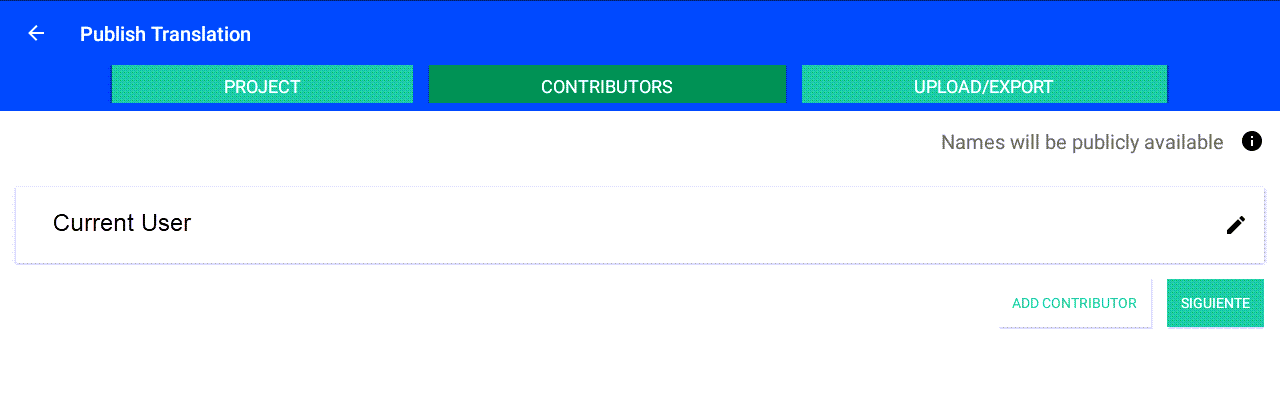 Publish Translation
PROJECT
CONTRIBUTORS
UPLOAD/EXPORT
Names will be publicly available
Current User
ADD CONTRIBUTOR
SIGUIENTE